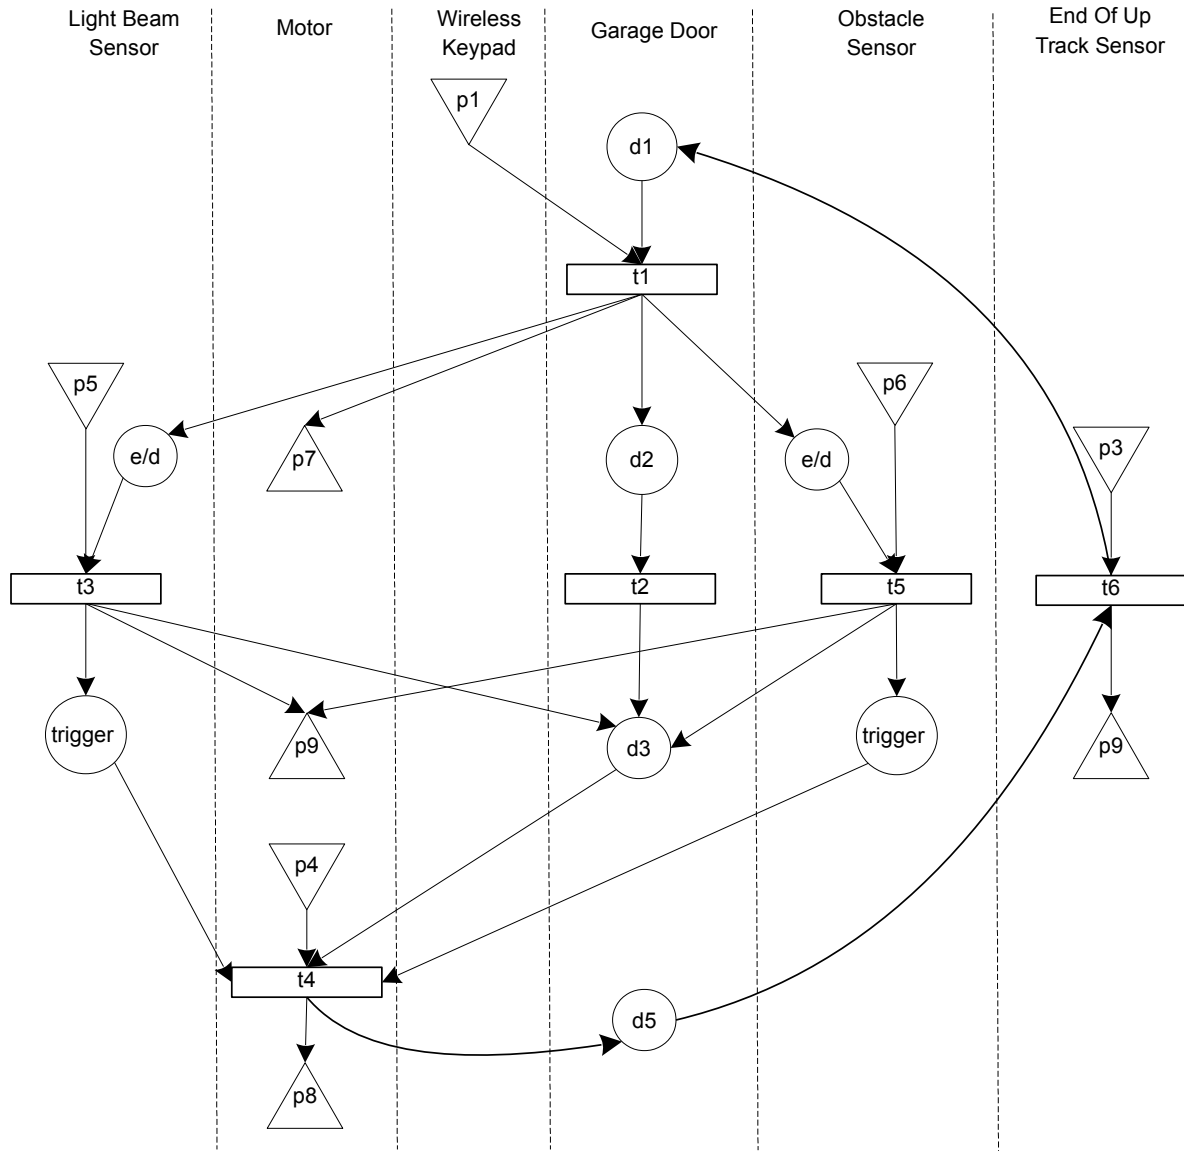 Light Beam
Sensor
Motor
Wireless
Keypad
Garage Door
Obstacle
Sensor
End Of Up
Track Sensor
p1
d1
t1
p5
e/d
p7
d2
e/d
p6
p3
t3
t2
t5
t6
trigger
p9
d3
trigger
p9
p4
t4
d5
p8